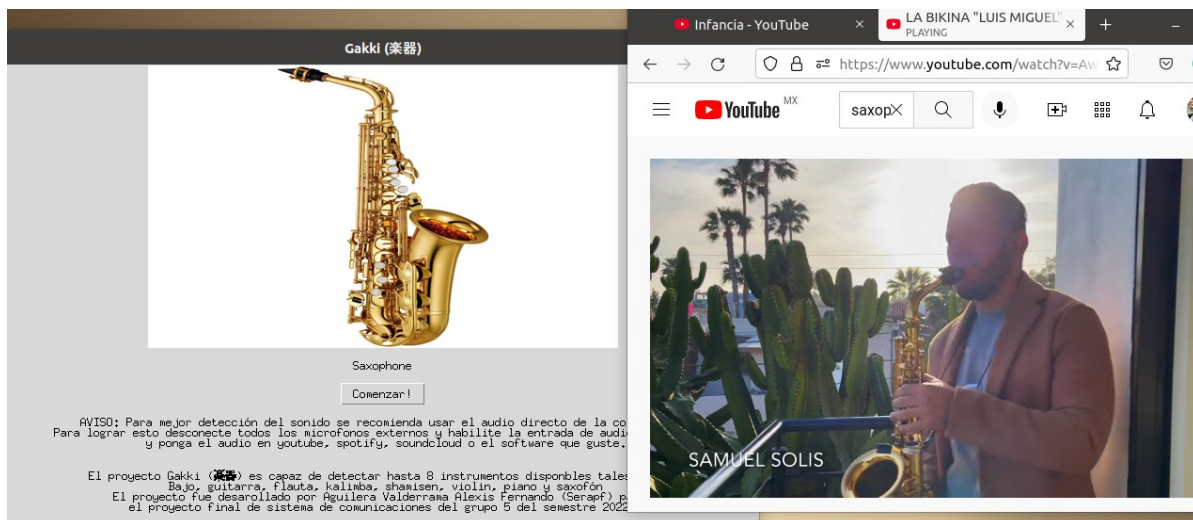 Gakki (楽器)
Saxophone
Comenzar!
AVISO: Para mejor detección del sonido se recomienda usar el audio directo de la co
Para lograr esto desconecte todos los microfonos externos y habilite la entrada de audi
y ponga el audio en youtube, spotify, soundcloud o el software que guste.
El proyecto Gakki (楽器) es capaz de detectar hasta 8 instrumentos disponbles tales
Bajo, guitarra, flauta, kalimba, shamisen, violin, piano y saxofón
El proyecto fue desarollado por Aguilera Valderrama Alexis Fernando (Serapf) p
el proyecto final de sistema de comunicaciones del grupo 5 del semestre 2022
Infancia - YouTube
LA BIKINA "LUIS MIGUEL"
PLAYING
https://www.youtube.com/watch?v=Aw
YouTube MX
saxop
SAMUEL SOLIS